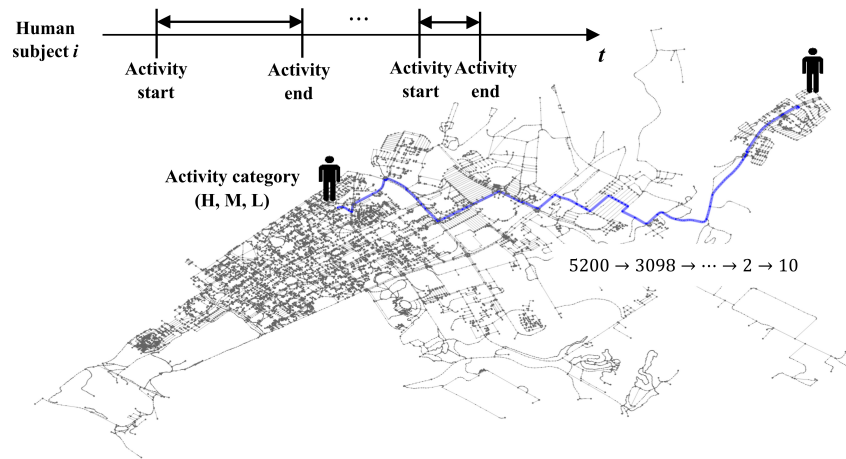 Human
subject i
...
t
Activity
start
Activity
end
Activity
start
Activity
end
Activity category
(H, M, L)
5200 → 3098 → ⋯ → 2 → 10